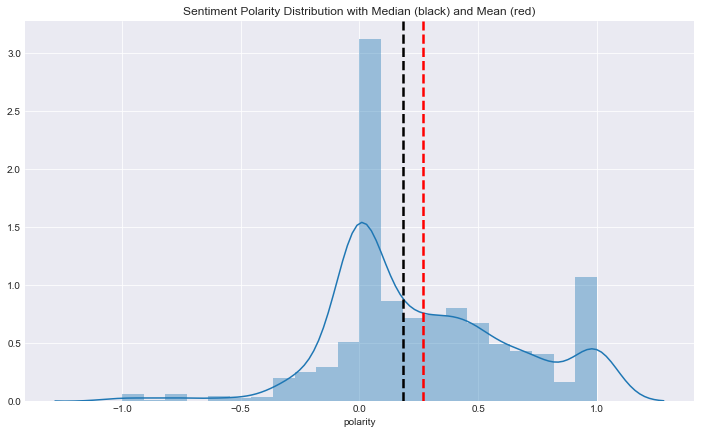 Sentiment Polarity Distribution with Median (black) and Mean (red)
3.0
2.5
2.0
1.5
1.0
0.5
0.0
−1.0 −0.5 0.0 0.5 1.0
polarity